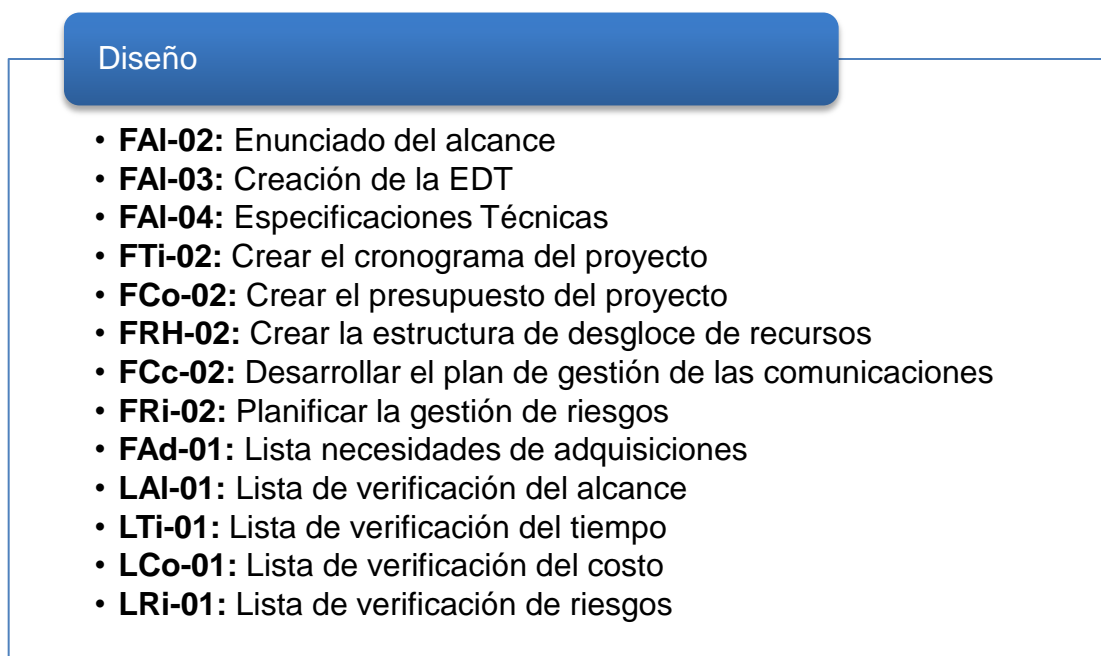 Diseño
• FAl-02: Enunciado del alcance
• FAl-03: Creación de la EDT
• FAl-04: Especificaciones Técnicas
• FTi-02: Crear el cronograma del proyecto
• FCo-02: Crear el presupuesto del proyecto
• FRH-02: Crear la estructura de desgloce de recursos
• FCc-02: Desarrollar el plan de gestión de las comunicaciones
• FRi-02: Planificar la gestión de riesgos
• FAd-01: Lista necesidades de adquisiciones
• LAl-01: Lista de verificación del alcance
• LTi-01: Lista de verificación del tiempo
• LCo-01: Lista de verificación del costo
• LRi-01: Lista de verificación de riesgos